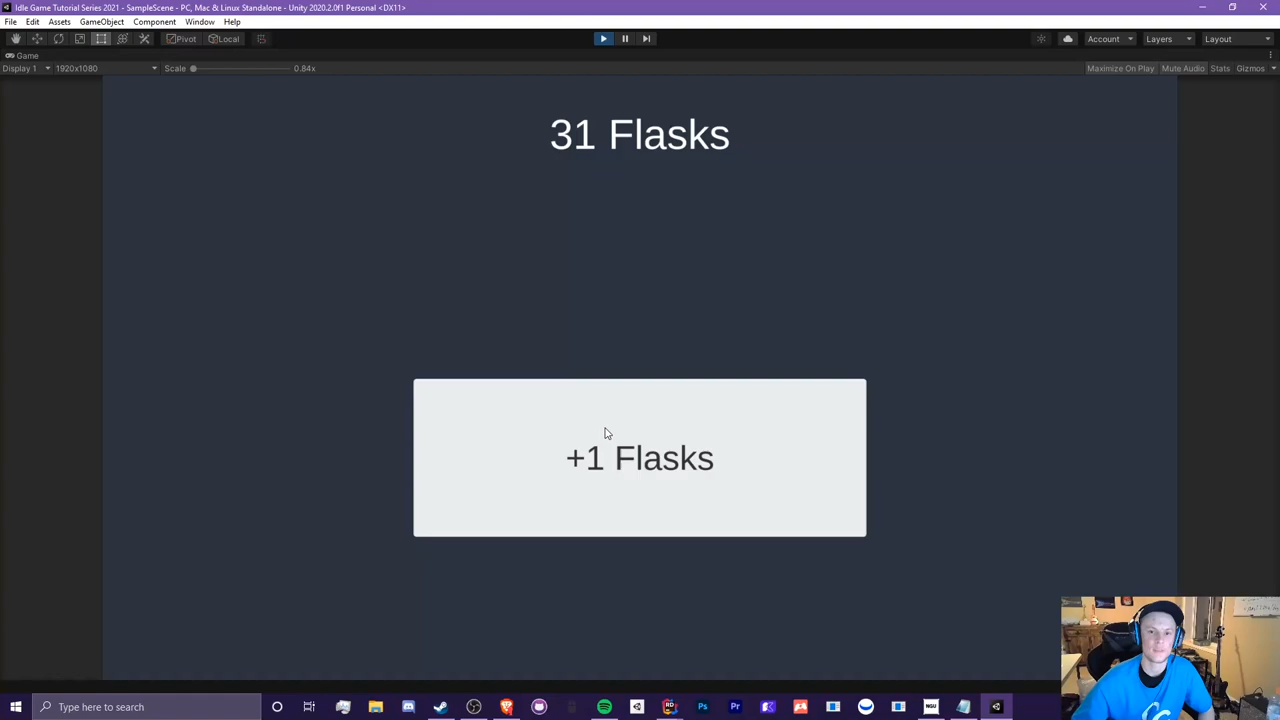 Idle Game Tutorial Series 2021 - SampleScene - PC, Mac & Linux Standalone - Unity 2020.2.0f1 Personal <DX11>
File Edit Assets GameObject Component Window Help
Pivot Local Account Layers Layout
Game
Display 1 1920x1080 Scale 0.84x Maximize On Play Mute Audio Stats Gizmos
31 Flasks
+1 Flasks
Type here to search
NGU